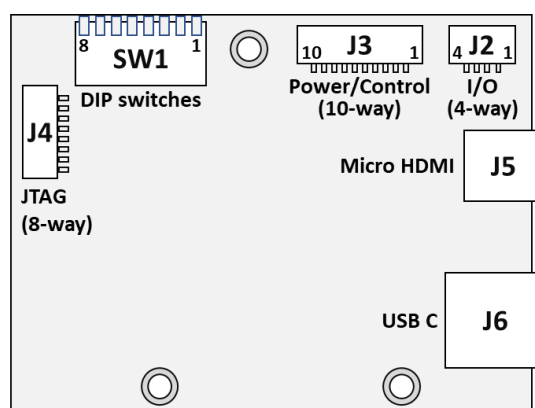 8 1
SW1
DIP switches
10 J3 1
Power/Control
(10-way)
4 J2 1
I/O
(4-way)
J4
JTAG
(8-way)
Micro HDMI
J5
USB C
J6